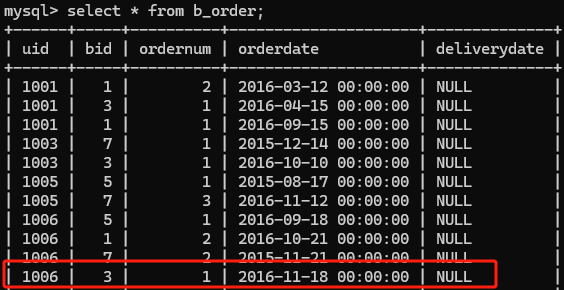 mysql> select * from b_order;
+------+-----+----------+---------------------+--------------+
| uid | bid | ordernum | orderdate | deliverydate |
+------+-----+----------+---------------------+--------------+
| 1001 | 1 | 2 | 2016-03-12 00:00:00 | NULL |
| 1001 | 3 | 1 | 2016-04-15 00:00:00 | NULL |
| 1001 | 1 | 1 | 2016-09-15 00:00:00 | NULL |
| 1003 | 7 | 1 | 2015-12-14 00:00:00 | NULL |
| 1003 | 3 | 1 | 2016-10-10 00:00:00 | NULL |
| 1005 | 5 | 1 | 2015-08-17 00:00:00 | NULL |
| 1005 | 7 | 3 | 2016-11-12 00:00:00 | NULL |
| 1006 | 5 | 1 | 2016-09-18 00:00:00 | NULL |
| 1006 | 1 | 2 | 2016-10-21 00:00:00 | NULL |
| 1006 | 7 | 2 | 2015-11-21 00:00:00 | NULL |
| 1006 | 3 | 1 | 2016-11-18 00:00:00 | NULL |